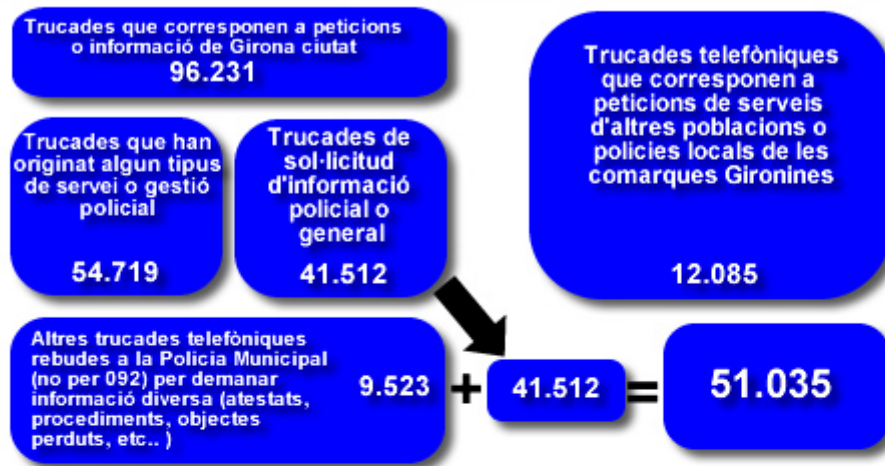 Trucades que corresponen a peticions
o informació de Girona ciutat
96.231
Trucades telefòniques
que corresponen a
peticions de serveis
d'altres poblacions o
policies locals de les
comarques Gironines
12.085
Trucades que han
originat algun tipus
de servei o gestió
policial
54.719
Trucades de
sol·licitud
d'informació
policial o
general
41.512
Altres trucades telefòniques
rebudes a la Policia Municipal
(no per 092) per demanar
informació diversa (atestats,
procediments, objectes
perduts, etc.. )
9.523 + 41.512 = 51.035